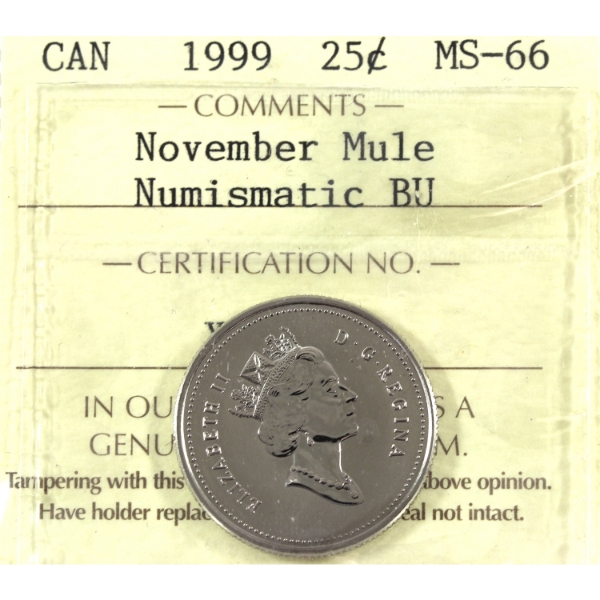 CAN 1999 25¢ MS-66
— COMMENTS —
November Mule
Numismatic BU
— CERTIFICATION NO. —
IN OU S A
GENU M.
Tampering with this above opinion.
Have holder replac eal not intact.
ELIZABETH II D·G·REGINA